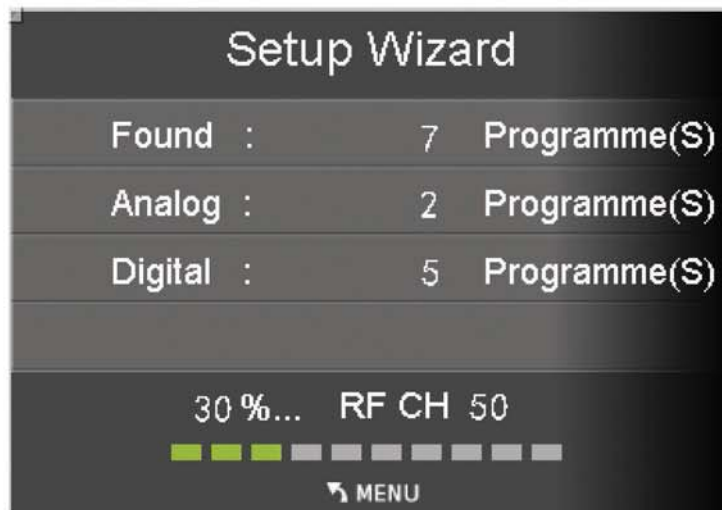 Setup Wizard
Found : 7 Programme(S)
Analog : 2 Programme(S)
Digital : 5 Programme(S)
30 %... RF CH 50
MENU